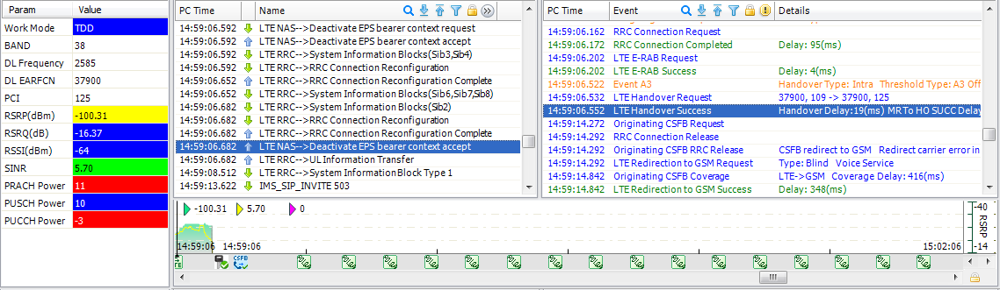 Param Value
Work Mode TDD
BAND 38
DL Frequency 2585
DL EARFCN 37900
PCI 125
RSRP(dBm) -100.31
RSRQ(dB) -16.37
RSSI(dBm) -64
SINR 5.70
PRACH Power 11
PUSCH Power 10
PUCCH Power -3
PC Time Name
14:59:06.592 LTE NAS-->Deactivate EPS bearer context request
14:59:06.592 LTE NAS-->Deactivate EPS bearer context accept
14:59:06.592 LTE RRC-->System Information Blocks(Sib3,Sib4)
14:59:06.592 LTE RRC-->RRC Connection Reconfiguration
14:59:06.652 LTE RRC-->RRC Connection Reconfiguration Complete
14:59:06.652 LTE RRC-->System Information Blocks(Sib6,Sib7,Sib8)
14:59:06.682 LTE RRC-->System Information Blocks(Sib2)
14:59:06.682 LTE RRC-->RRC Connection Reconfiguration
14:59:06.682 LTE RRC-->RRC Connection Reconfiguration Complete
14:59:06.682 LTE NAS-->Deactivate EPS bearer context accept
14:59:06.682 LTE RRC-->UL Information Transfer
14:59:08.512 LTE RRC-->System Information Block Type 1
14:59:13.622 IMS_SIP_INVITE 503
PC Time Event Details
14:59:06.162 RRC Connection Request
14:59:06.172 RRC Connection Completed Delay: 95(ms)
14:59:06.202 LTE E-RAB Request
14:59:06.202 LTE E-RAB Success Delay: 4(ms)
14:59:06.522 Event A3 Handover Type: Intra Threshold Type: A3 Off
14:59:06.532 LTE Handover Request 37900, 109 -> 37900, 125
14:59:06.552 LTE Handover Success Handover Delay:19(ms) MRTo HO SUCC Delay
14:59:14.272 Originating CSFB Request
14:59:14.292 RRC Connection Release
14:59:14.292 Originating CSFB RRC Release CSFB redirect to GSM Redirect carrier error in
14:59:14.292 LTE Redirection to GSM Request Type: Blind Voice Service
14:59:14.842 Originating CSFB Coverage LTE->GSM Coverage Delay: 416(ms)
14:59:14.842 LTE Redirection to GSM Success Delay: 348(ms)
-100.31 5.70 0
-40
RSRP
-14
14:59:06 14:59:06 15:02:06
CSFB